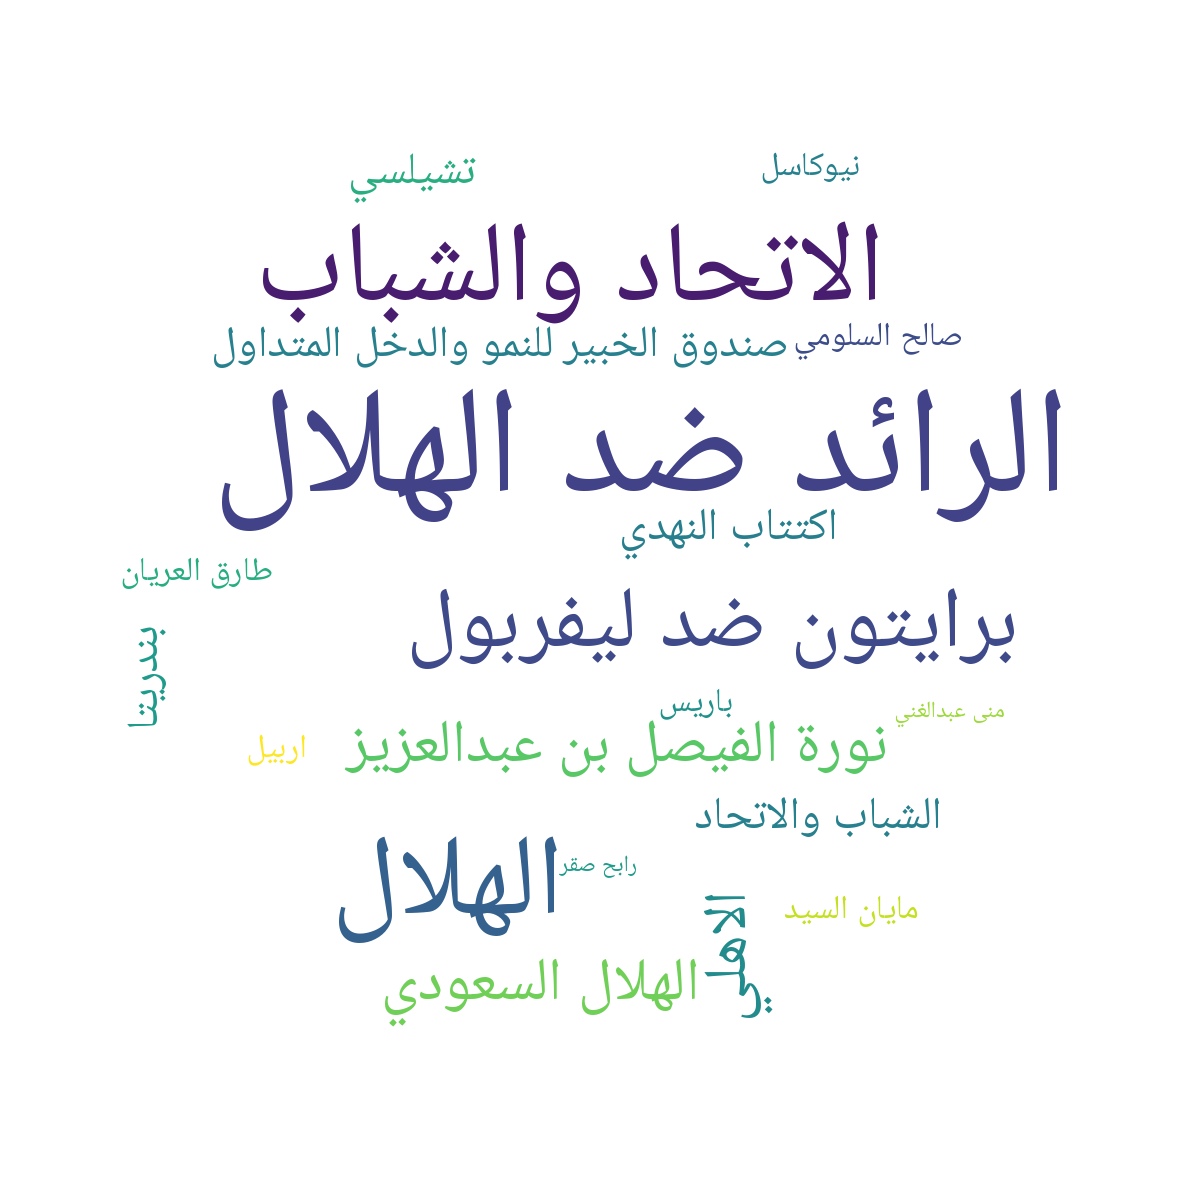 نيوكاسل
تشيلسي
الاتحاد والشباب
صالح السلومي
صندوق الخبير للنمو والدخل المتداول
الرائد ضد الهلال
اكتتاب النهدي
طارق العريان
برايتون ضد ليفربول
بندريتا
باريس
منى عبدالغني
نورة الفيصل بن عبدالعزيز
اربيل
الشباب والاتحاد
الهلال
رابح صقر
مايان السيد
الاهلي
الهلال السعودي